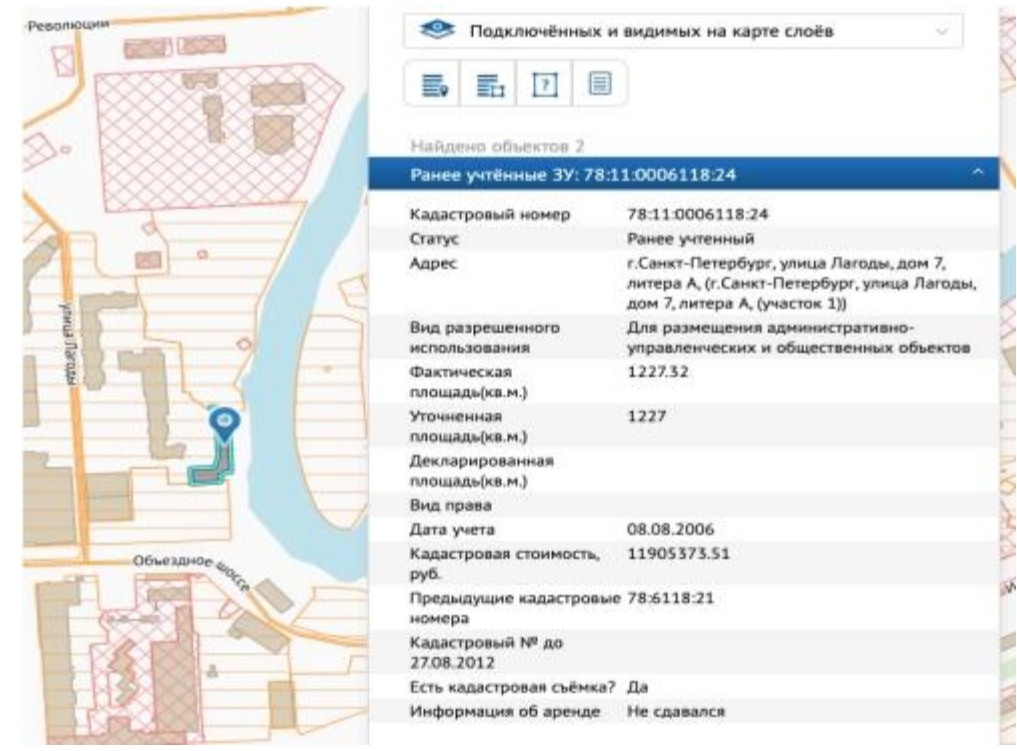 -Революции
Подключённых и видимых на карте слоёв
Найдено объектов 2
Ранее учтённые ЗУ: 78:11:0006118:24
Кадастровый номер 78:11:0006118:24
Статус Ранее учтенный
Адрес г.Санкт-Петербург, улица Лагоды, дом 7,
литера А, (г.Санкт-Петербург, улица Лагоды,
дом 7, литера А, (участок 1))
Вид разрешенного Для размещения административно-
использования управленческих и общественных объектов
Фактическая 1227.32
площадь(кв.м.)
Уточненная 1227
площадь(кв.м.)
Декларированная
площадь(кв.м.)
Вид права
Дата учета 08.08.2006
Кадастровая стоимость, 11905373.51
руб.
Предыдущие кадастровые 78:6118:21
номера
Кадастровый № до
27.08.2012
Есть кадастровая съёмка? Да
Информация об аренде Не сдавался
улица Лагоды
Объездное шоссе